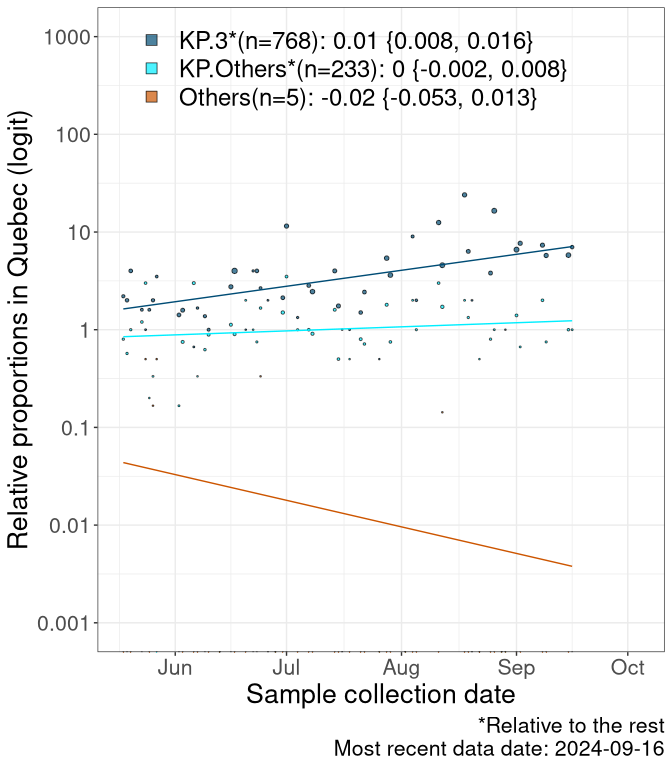 KP.3*(n=768): 0.01 {0.008, 0.016}
KP.Others*(n=233): 0 {-0.002, 0.008}
Others(n=5): -0.02 {-0.053, 0.013}
Relative proportions in Quebec (logit)
1000
100
10
1
0.1
0.01
0.001
Jun Jul Aug Sep Oct
Sample collection date
*Relative to the rest
Most recent data date: 2024-09-16